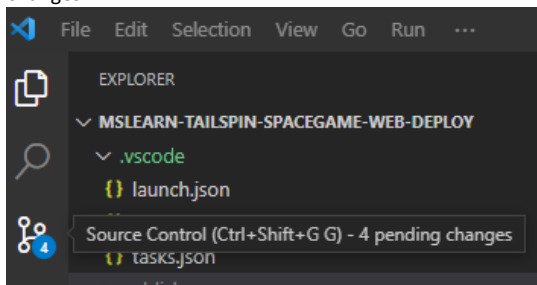 File Edit Selection View Go Run ...
EXPLORER
MSLEARN-TAILSPIN-SPACEGAME-WEB-DEPLOY
.vscode
{} launch.json
Source Control (Ctrl+Shift+G G) - 4 pending changes
4
{} tasks.json